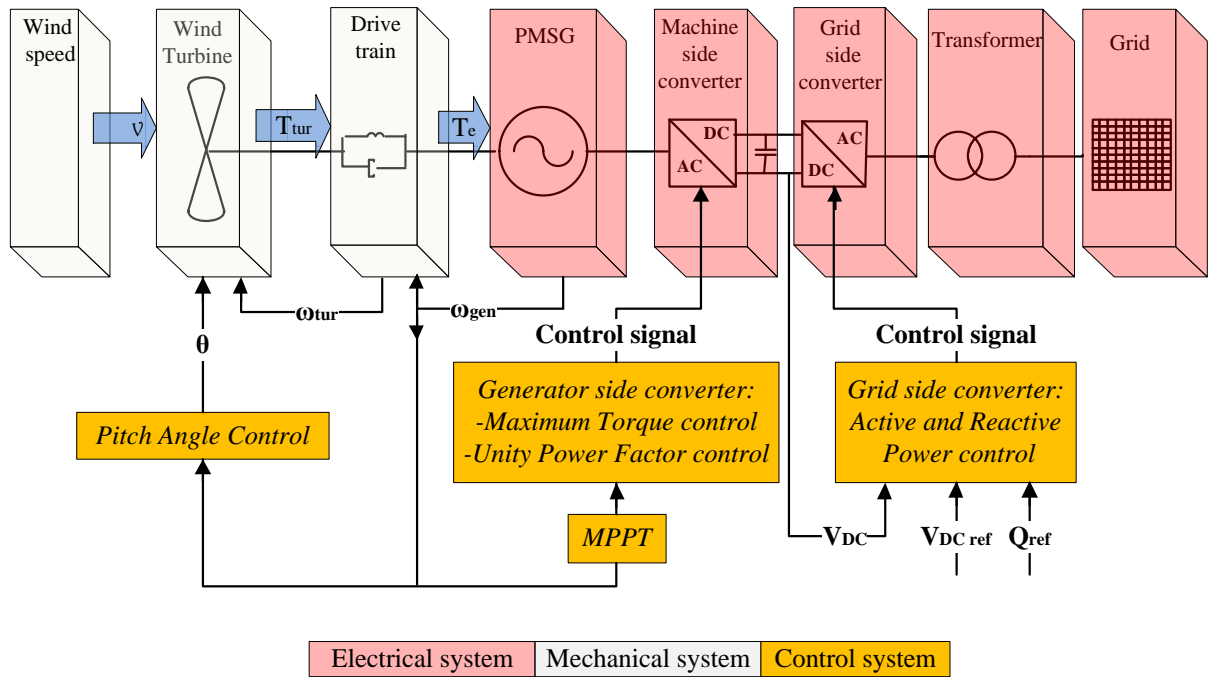 Wind speed
Wind Turbine
Drive train
PMSG
Machine side converter
Grid side converter
Transformer
Grid
ν
Ttur
Te
DC
AC
AC
DC
ωtur
ωgen
θ
Control signal
Control signal
Pitch Angle Control
Generator side converter:
-Maximum Torque control
-Unity Power Factor control
Grid side converter:
Active and Reactive
Power control
MPPT
VDC
VDC ref
Qref
Electrical system
Mechanical system
Control system